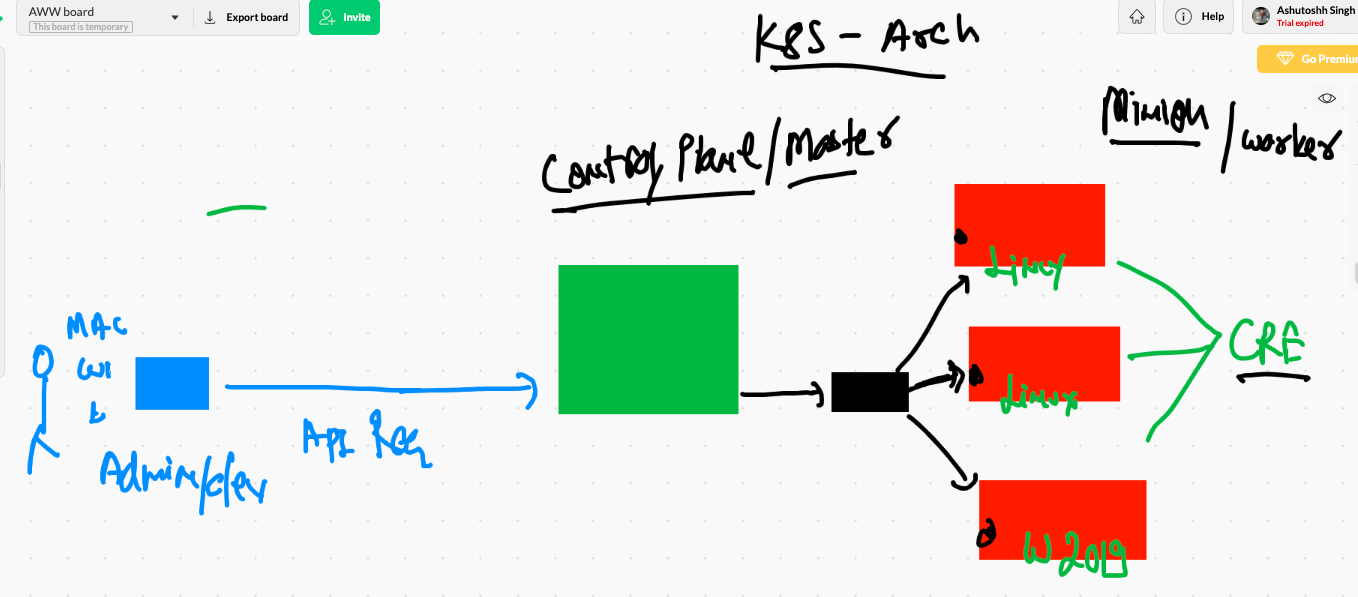 AWW board
This board is temporary
Export board
Invite
Help
Ashutoshh Singh
Trial expired
Go Premium
K8S - Arch
Minion / worker
Control Plane / Master
MAC
Admin/dev
API Req
Linux
Linux
W2019
CRE